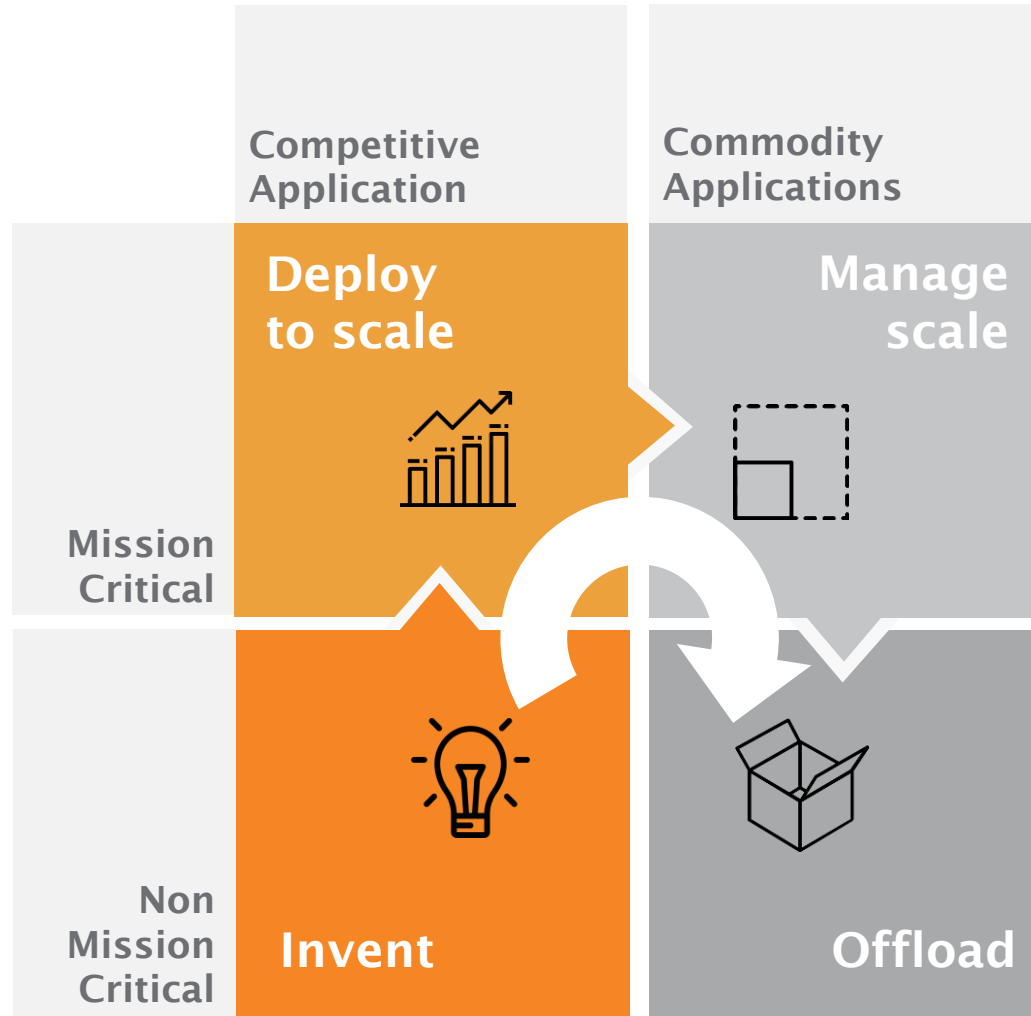 Competitive
Application
Commodity
Applications
Deploy
to scale
Manage
scale
Mission
Critical
Non
Mission
Critical
Invent
Offload